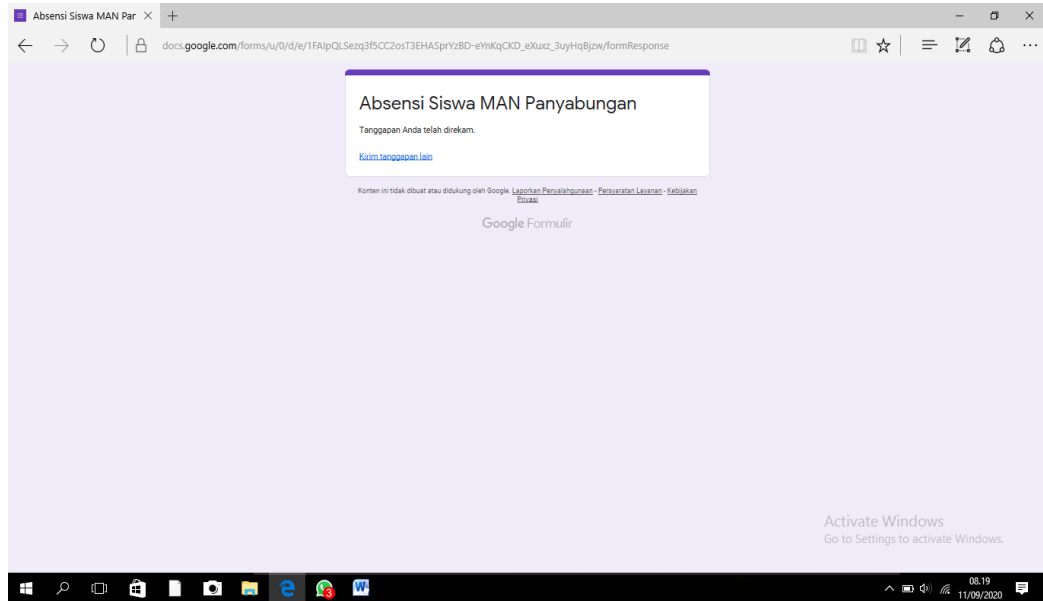 Absensi Siswa MAN Par
docs.google.com/forms/u/0/d/e/1FAIpQLSezq3f5CC2osT3EHASprYzBD-eYnKqCKD_eXuxz_3uyHqBjzw/formResponse
Absensi Siswa MAN Panyabungan
Tanggapan Anda telah direkam.
Kirim tanggapan lain
Konten ini tidak dibuat atau didukung oleh Google. Laporkan Penyalahgunaan - Persyaratan Layanan - Kebijakan
Privasi
Google Formulir
Activate Windows
Go to Settings to activate Windows.
3
08.19
11/09/2020